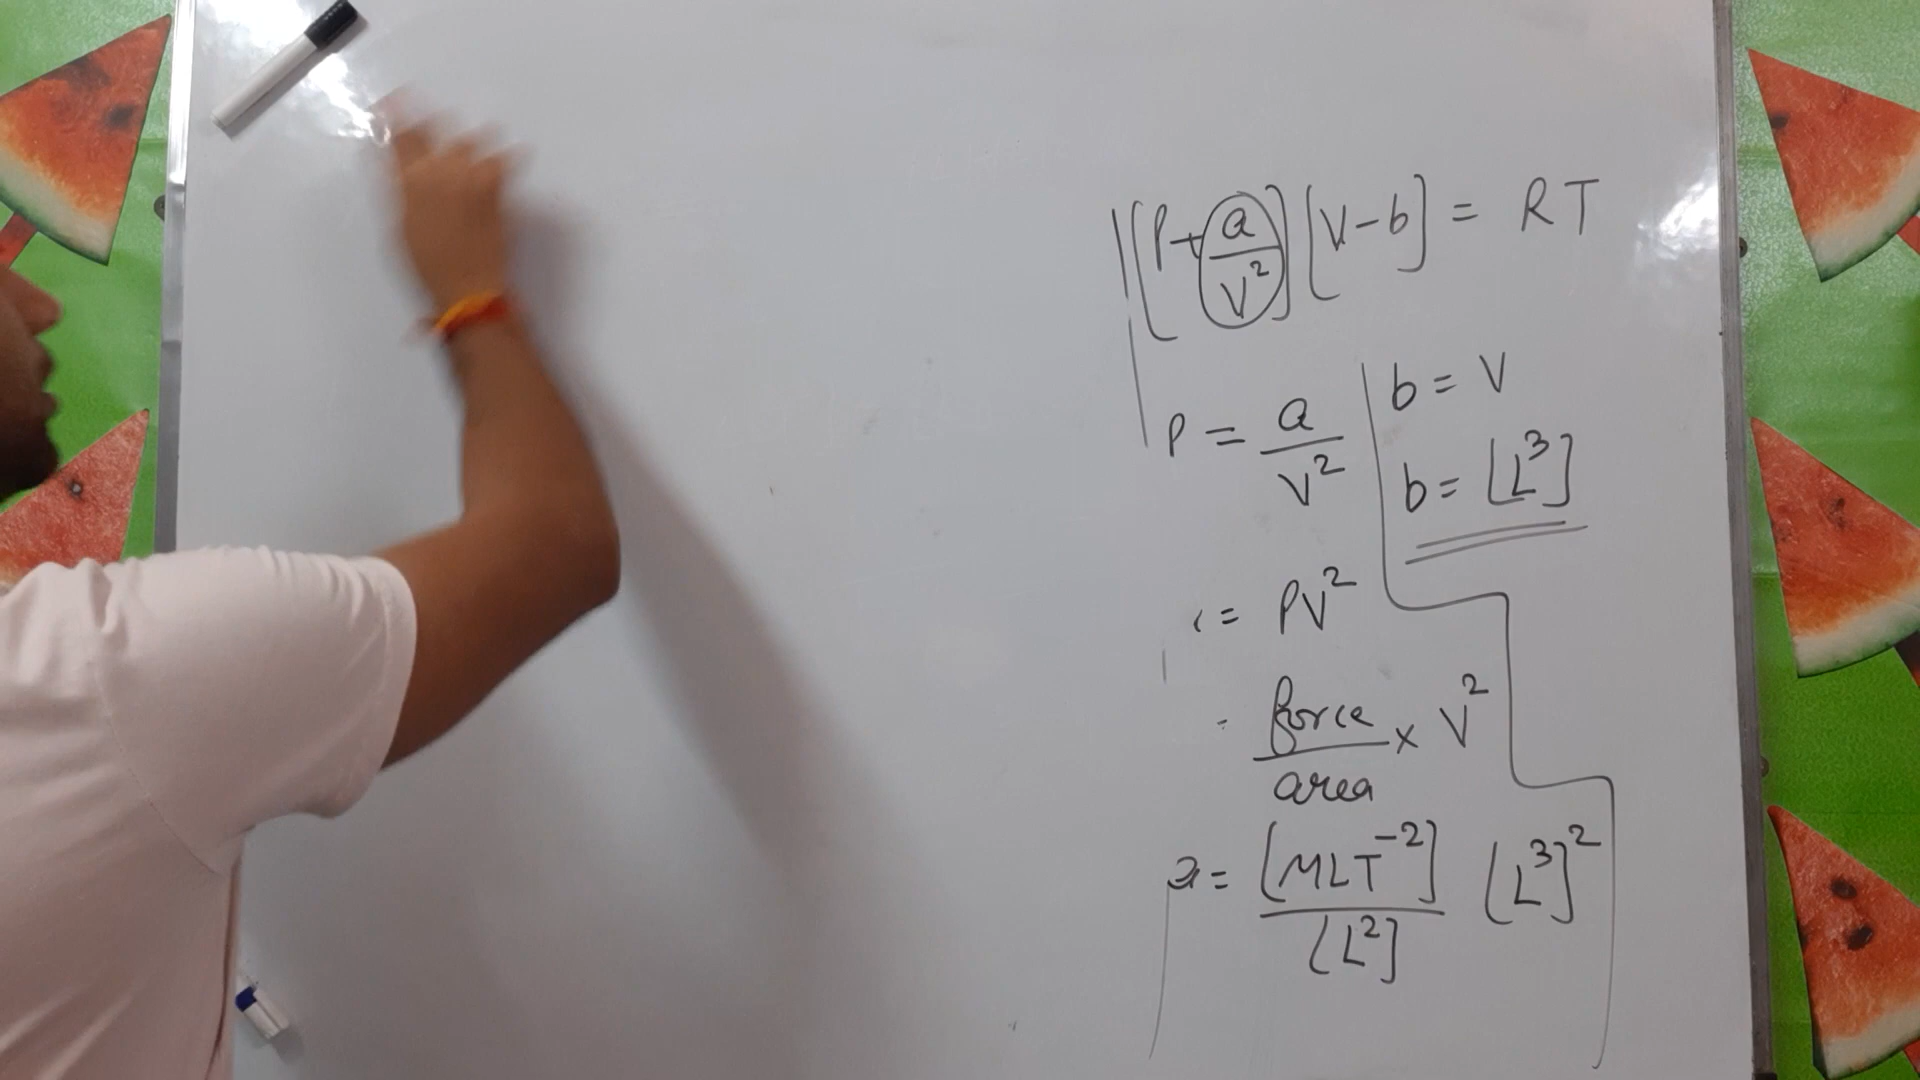 [P + a/V²] [V - b] = RT
P = a/V²
b = V
b = [L³]
= PV²
= force/area × V²
a = [MLT⁻²]/[L²] [L³]²